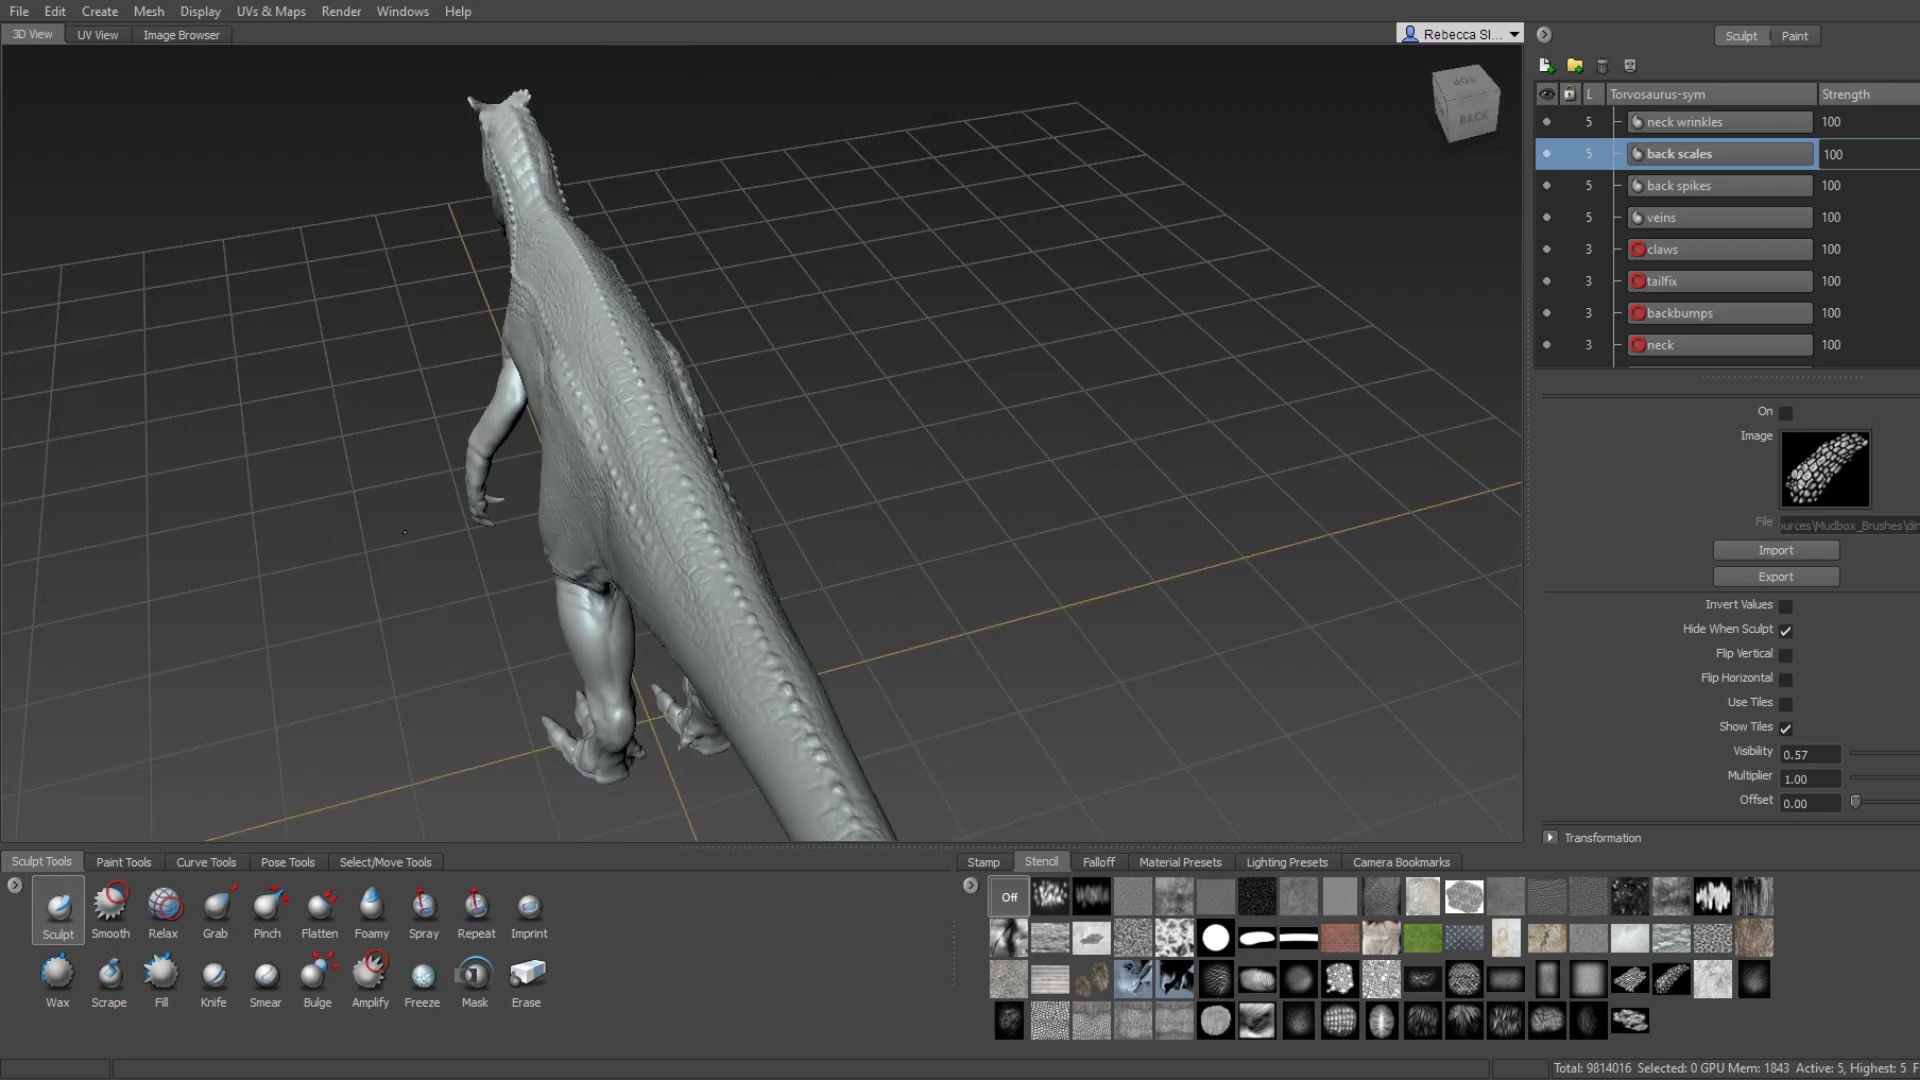 File Edit Create Mesh Display UVs & Maps Render Curves Windows Help
3D View UV View Image Browser
Rebecca Sl...
Sculpt Paint
TOP
BACK
L Torvosaurus-sym Strength
5 neck wrinkles 100
5 back scales 100
5 back spikes 100
5 veins 100
3 claws 100
3 tailfix 100
3 backbumps 100
3 neck 100
On
Image
File urces\Mudbox_Brushes\din
Import
Export
Invert Values
Hide When Sculpt
Flip Vertical
Flip Horizontal
Use Tiles
Show Tiles
Visibility 0.57
Multiplier 1.00
Offset 0.00
Transformation
Sculpt Tools Paint Tools Curve Tools Pose Tools Select/Move Tools
Sculpt Smooth Relax Grab Pinch Flatten Foamy Spray Repeat Imprint
Wax Scrape Fill Knife Smear Bulge Amplify Freeze Mask Erase
Stamp Stencil Falloff Material Presets Lighting Presets Camera Bookmarks
Off
Total: 9814016 Selected: 0 GPU Mem: 1843 Active: 5, Highest: 5 F